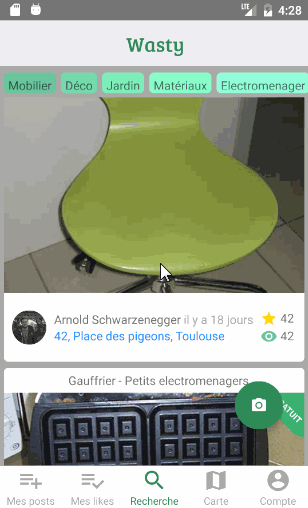 LTE 4:28
Wasty
Mobilier Déco Jardin Matériaux Electromenager
Arnold Schwarzenegger il y a 18 jours 42
42, Place des pigeons, Toulouse 42
Gauffrier - Petits electromenagers
GRATUIT
Mes posts Mes likes Recherche Carte Compte